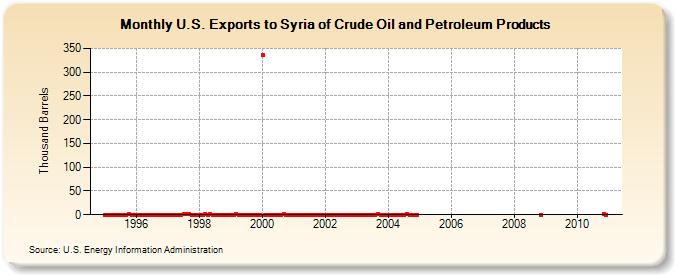 Monthly U.S. Exports to Syria of Crude Oil and Petroleum Products
Thousand Barrels
350
300
250
200
150
100
50
0
1996 1998 2000 2002 2004 2006 2008 2010
Source: U.S. Energy Information Administration